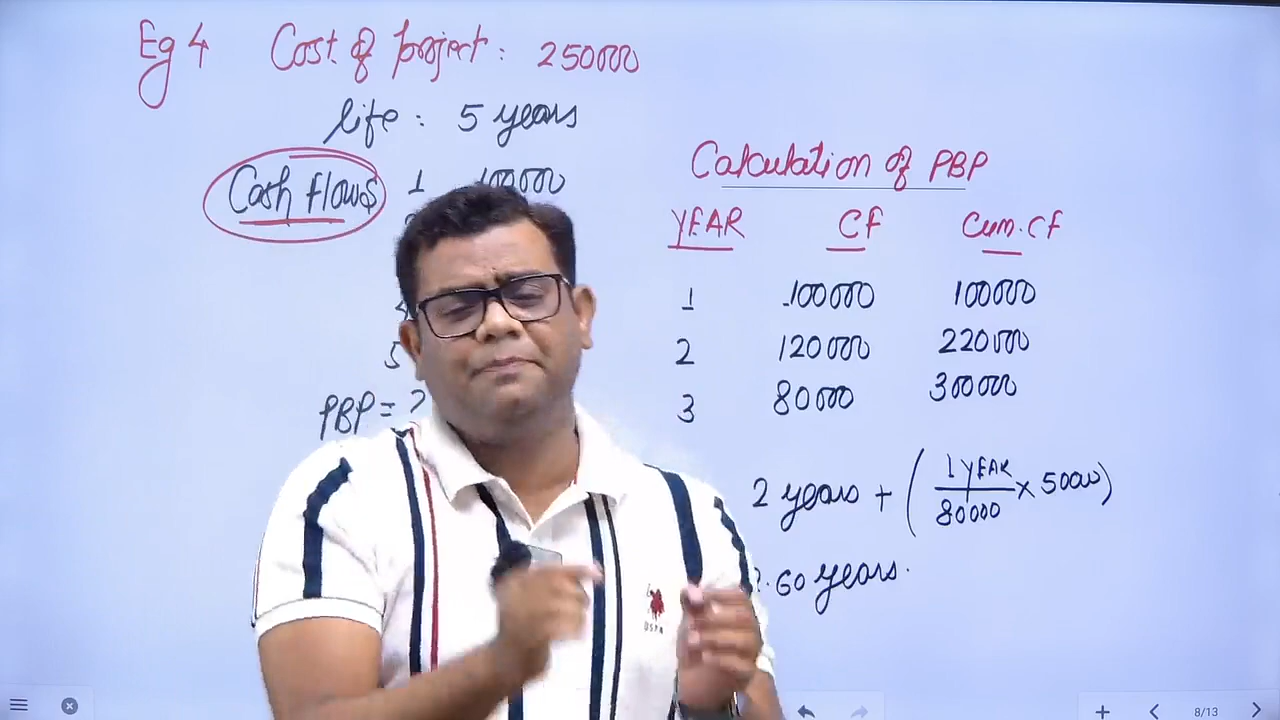 Eg 4 Cost of project : 250000
life : 5 years
Cash flows 1 100000
5
PBP = ?
Calculation of PBP
YEAR CF Cum. CF
1 100000 100000
2 120000 220000
3 80000 300000
2 years + ( 1 YEAR / 80000 × )
.60 years.
USPA
8/13